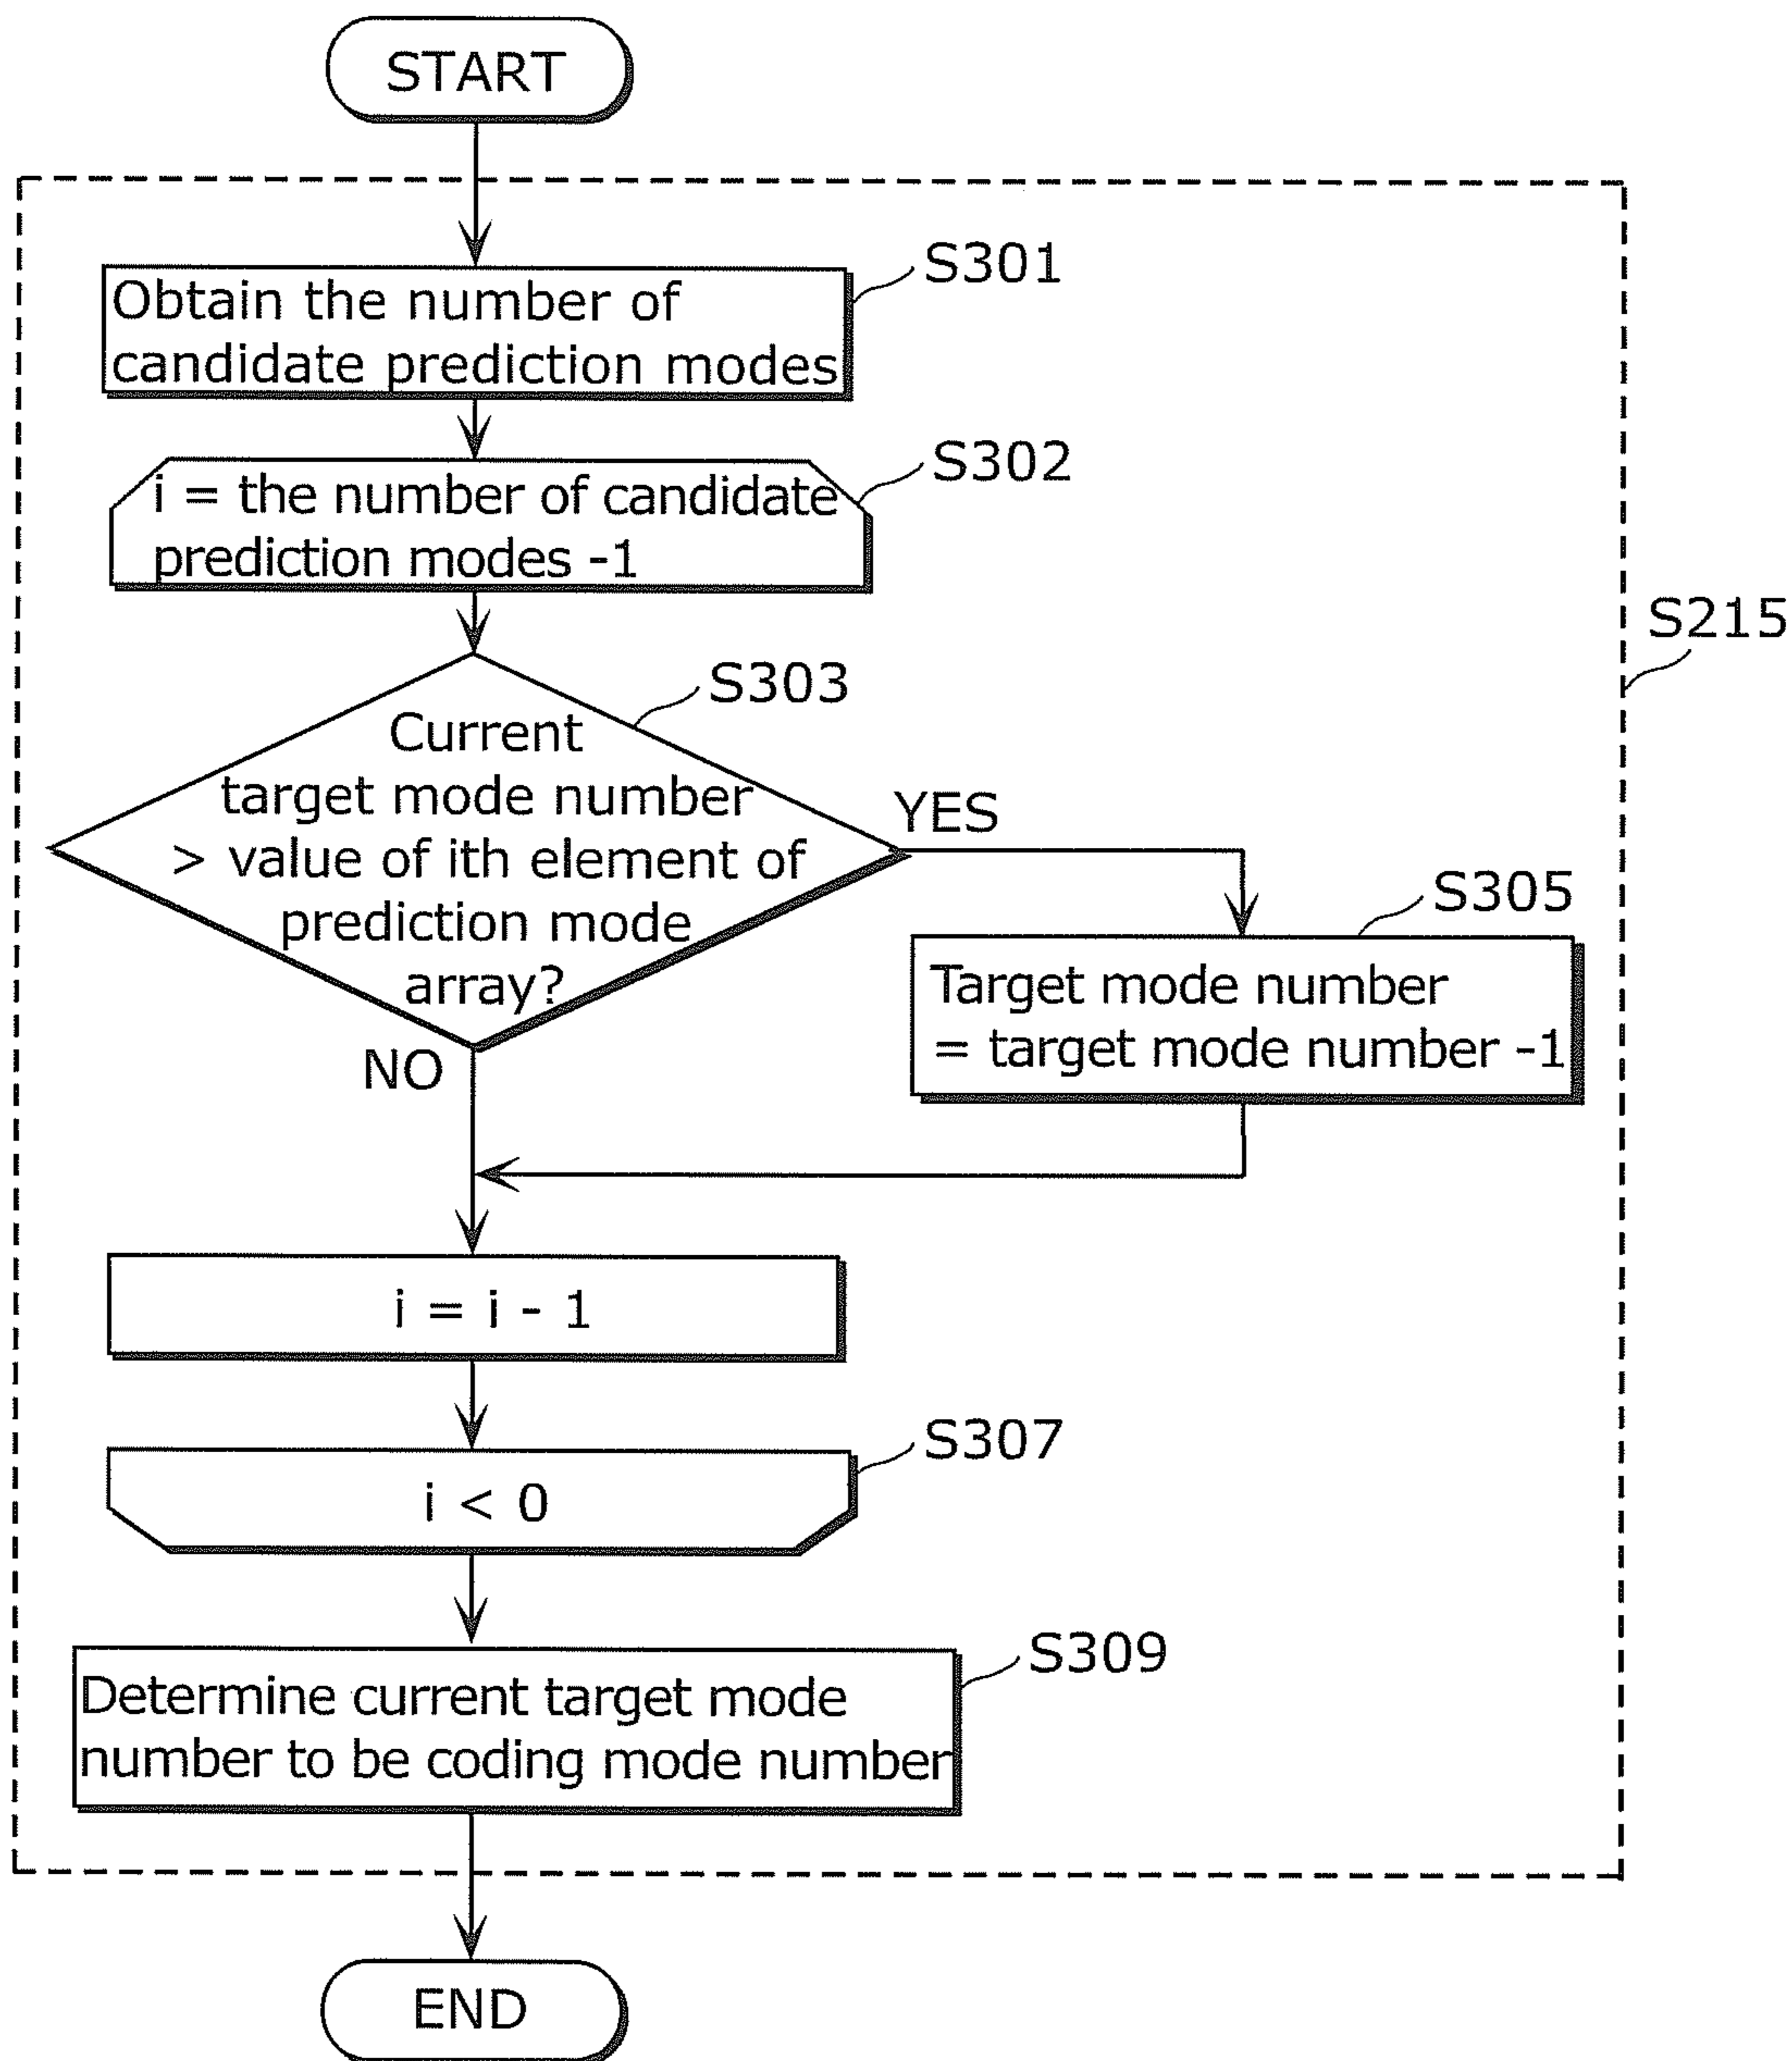 START
S301
Obtain the number of
candidate prediction modes
S302
i = the number of candidate
prediction modes -1
S215
S303
Current
target mode number
> value of ith element of
prediction mode
array?
YES
S305
Target mode number
= target mode number -1
NO
i = i - 1
S307
i < 0
S309
Determine current target mode
number to be coding mode number
END